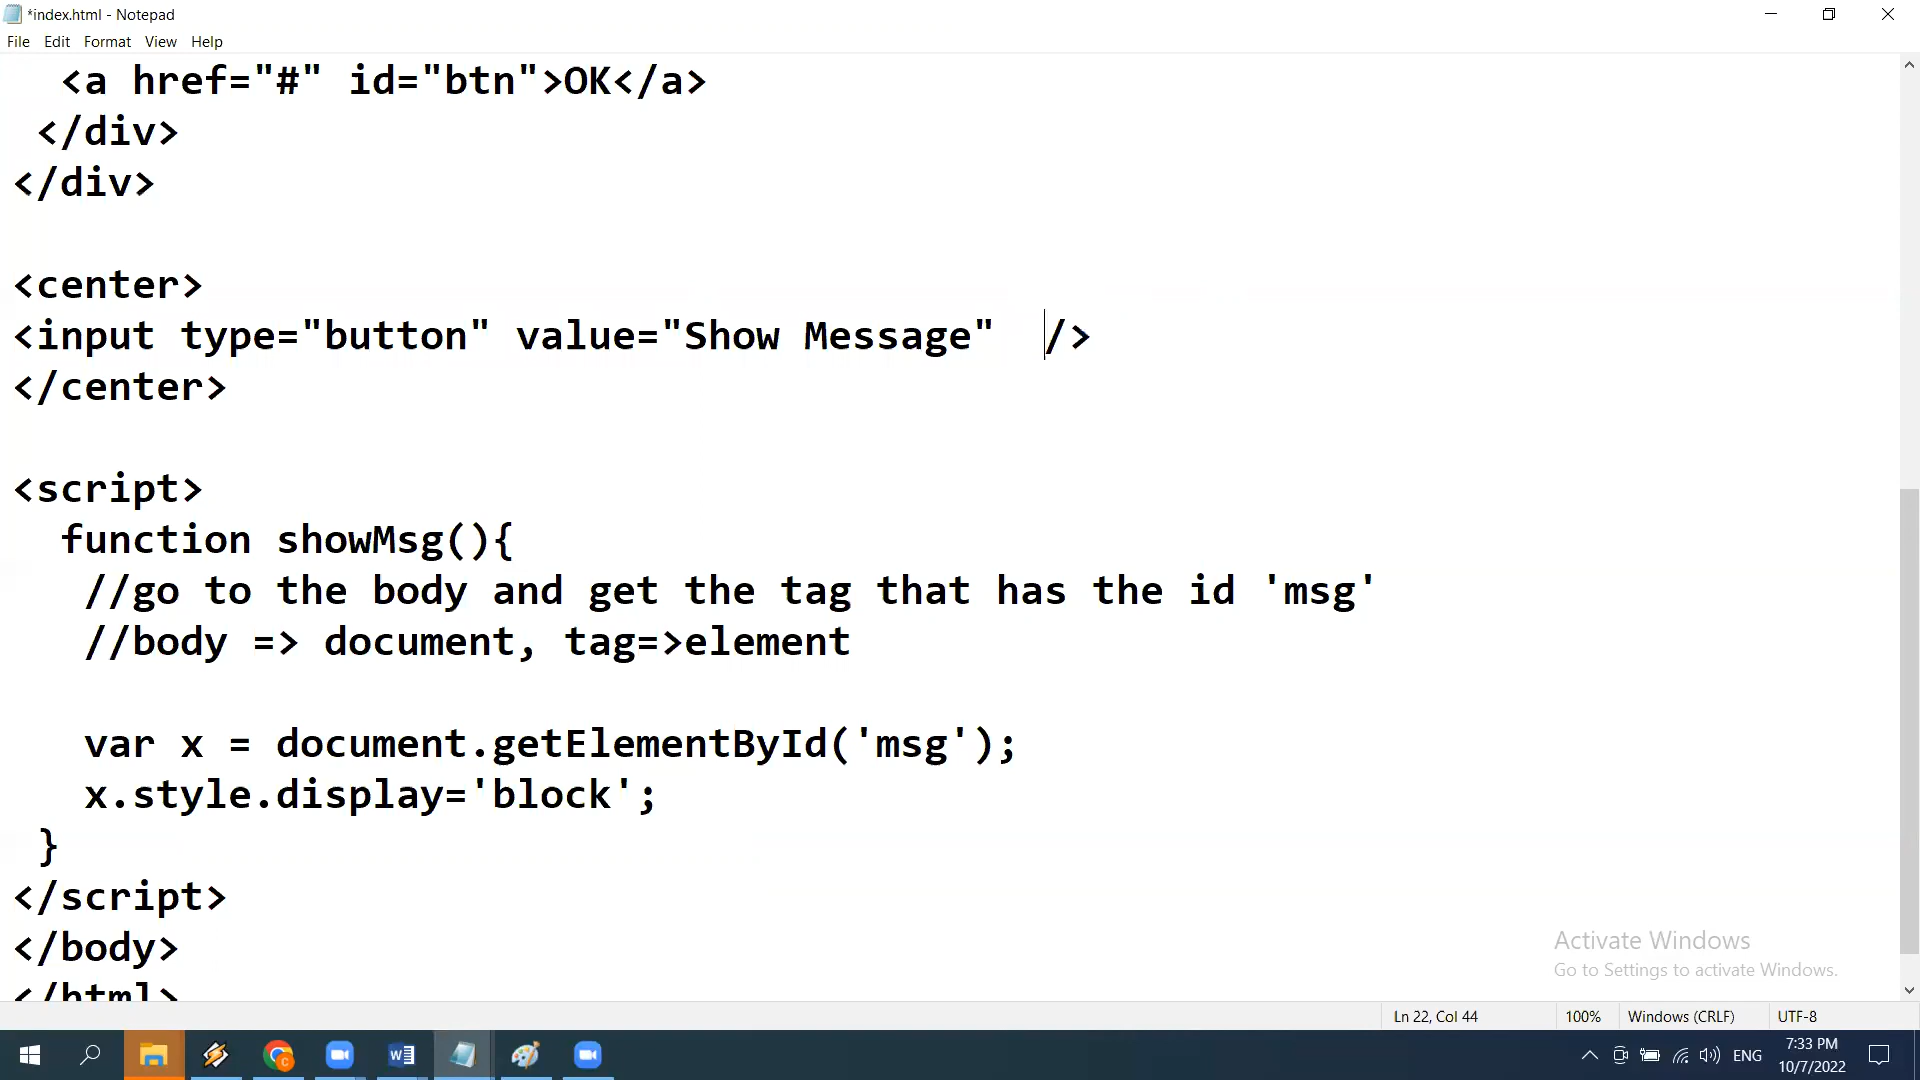 *index.html - Notepad
File Edit Format View Help
<a href="#" id="btn">OK</a>
</div>
</div>
<center>
<input type="button" value="Show Message"  />
</center>
<script>
function showMsg(){
//go to the body and get the tag that has the id 'msg'
//body => document, tag=>element
var x = document.getElementById('msg');
x.style.display='block';
}
</script>
</body>
</html>
Activate Windows
Go to Settings to activate Windows.
Ln 22, Col 44 100% Windows (CRLF) UTF-8
ENG
7:33 PM
10/7/2022